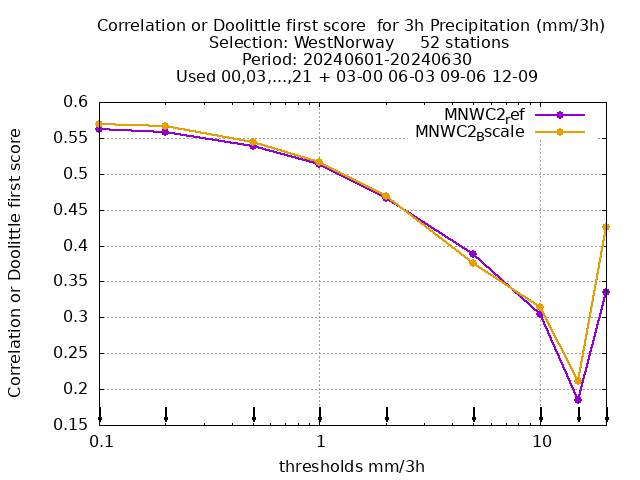 Correlation or Doolittle first score  for 3h Precipitation (mm/3h)
Selection: WestNorway     52 stations
Period: 20240601-20240630
Used 00,03,...,21 + 03-00 06-03 09-06 12-09
MNWC2ref
MNWC2Bscale
Correlation or Doolittle first score
0.6
0.55
0.5
0.45
0.4
0.35
0.3
0.25
0.2
0.15
0.1 1 10
thresholds mm/3h